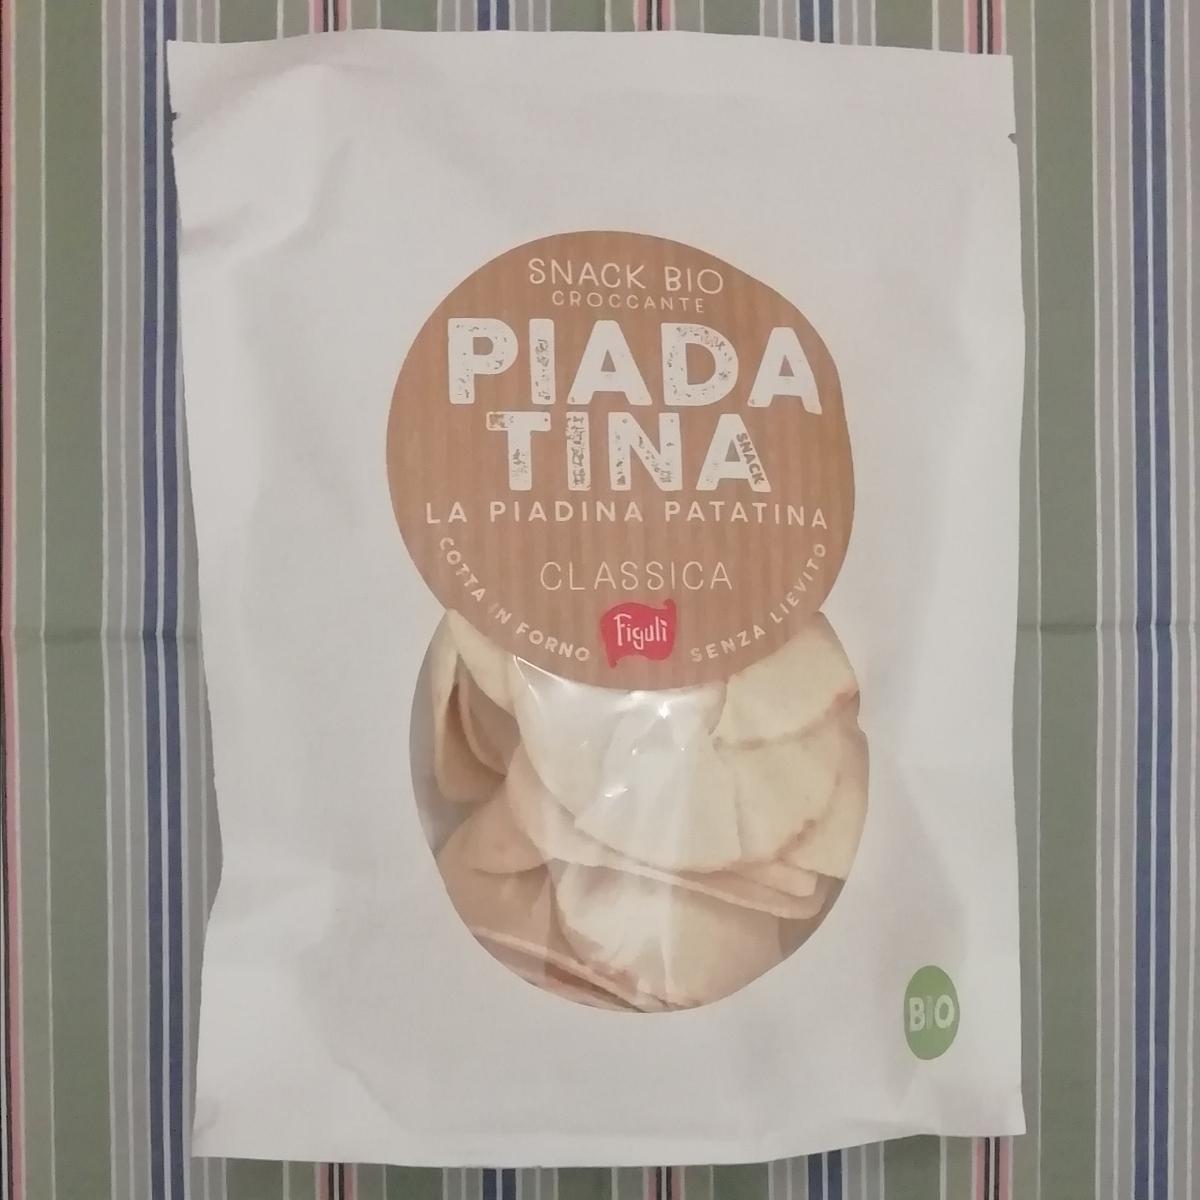 SNACK BIO
CROCCANTE
PIADA
TINA
SNACK
LA PIADINA PATATINA
CLASSICA
COTTA IN FORNO
Figulì
SENZA LIEVITO
BIO